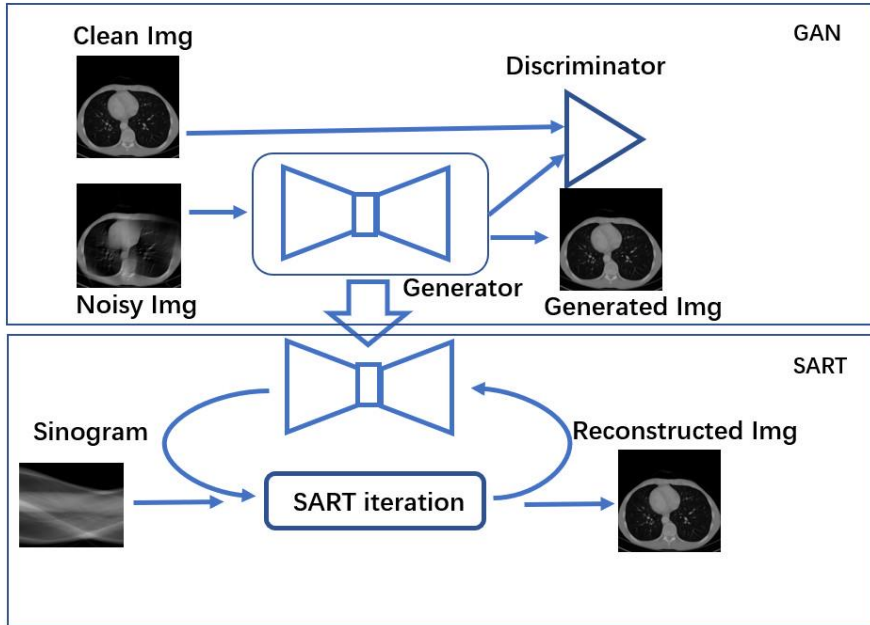 Clean Img
GAN
Discriminator
Noisy Img
Generator
Generated Img
SART
Sinogram
Reconstructed Img
SART iteration